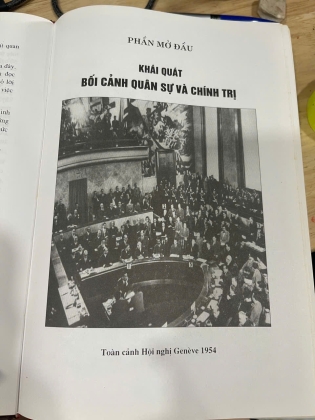 PHẦN MỞ ĐẦU
KHÁI QUÁT
BỐI CẢNH QUÂN SỰ VÀ CHÍNH TRỊ
Toàn cảnh Hội nghị Genève 1954